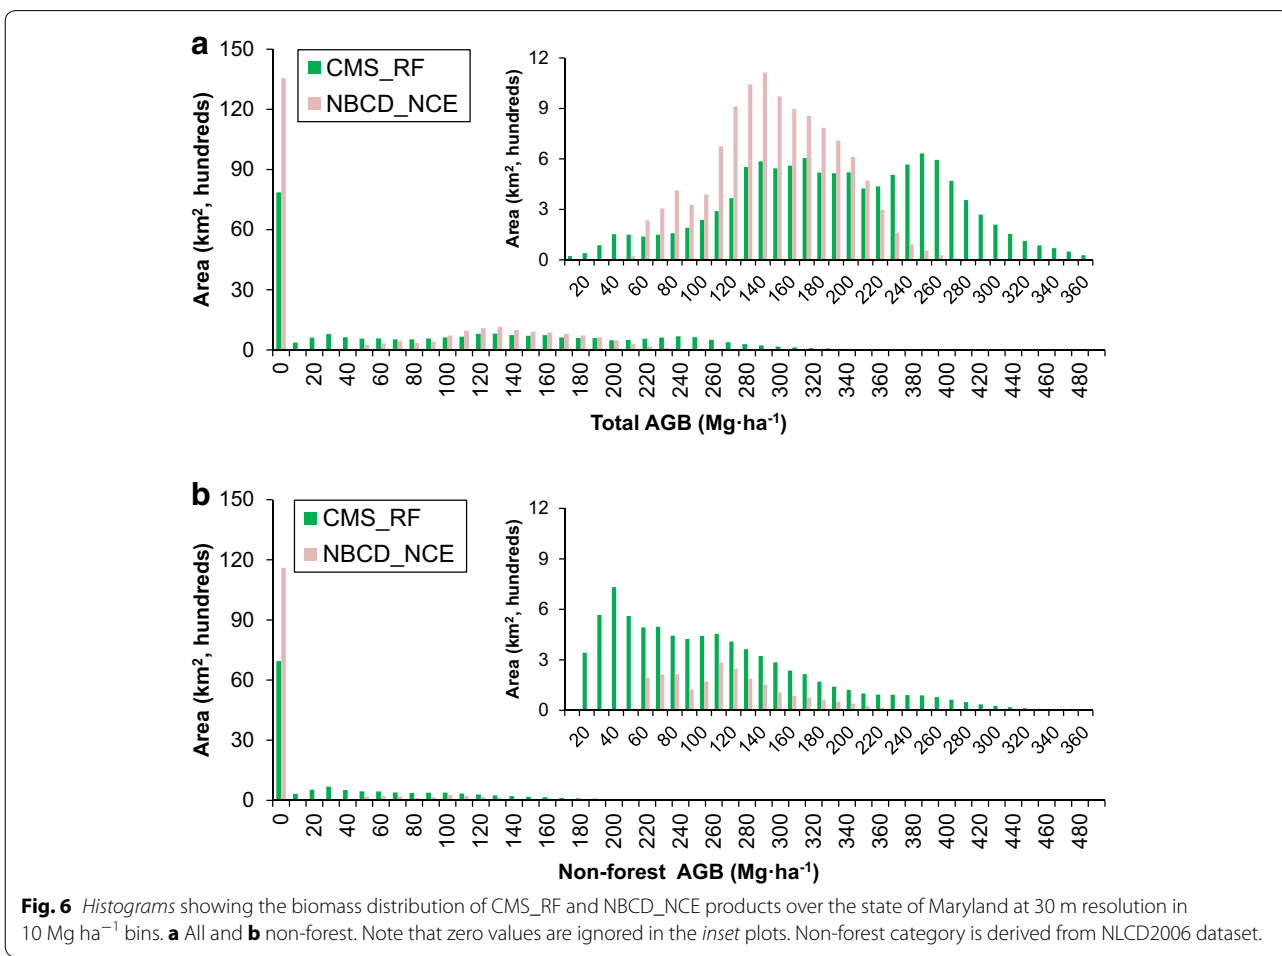 a
150
120
90
60
30
0
Area (km², hundreds)
CMS_RF
NBCD_NCE
12
9
6
3
0
Area (km², hundreds)
20 40 60 80 100 120 140 160 180 200 220 240 260 280 300 320 340 360
0 20 40 60 80 100 120 140 160 180 200 220 240 260 280 300 320 340 360 380 400 420 440 460 480
Total AGB (Mg·ha⁻¹)
b
150
120
90
60
30
0
Area (km², hundreds)
CMS_RF
NBCD_NCE
12
9
6
3
0
Area (km², hundreds)
20 40 60 80 100 120 140 160 180 200 220 240 260 280 300 320 340 360
0 20 40 60 80 100 120 140 160 180 200 220 240 260 280 300 320 340 360 380 400 420 440 460 480
Non-forest AGB (Mg·ha⁻¹)
Fig. 6 Histograms showing the biomass distribution of CMS_RF and NBCD_NCE products over the state of Maryland at 30 m resolution in
10 Mg ha⁻¹ bins. a All and b non-forest. Note that zero values are ignored in the inset plots. Non-forest category is derived from NLCD2006 dataset.